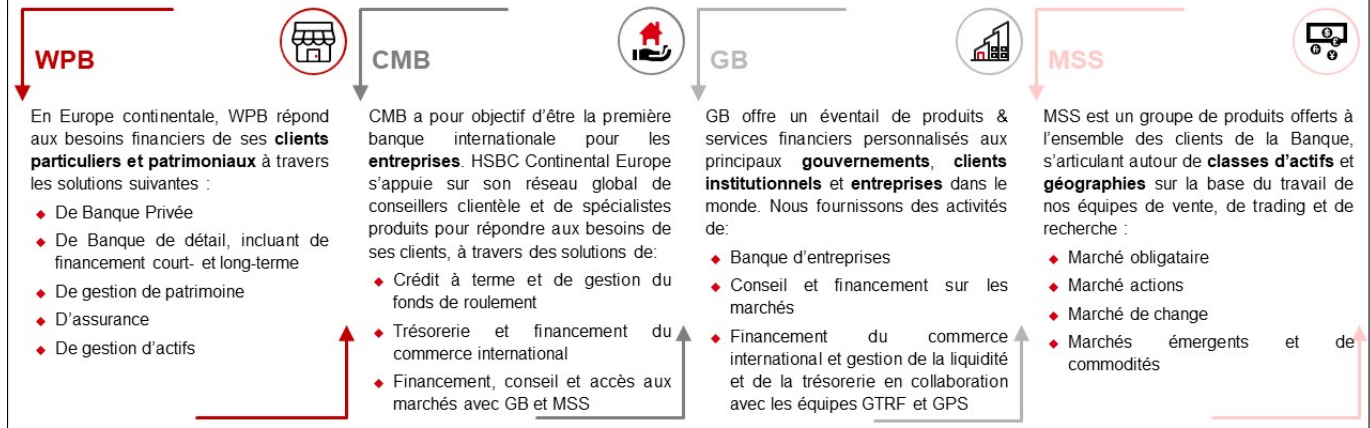 WPB
En Europe continentale, WPB répond
aux besoins financiers de ses clients
particuliers et patrimoniaux à travers
les solutions suivantes :
De Banque Privée
De Banque de détail, incluant de
financement court- et long-terme
De gestion de patrimoine
D’assurance
De gestion d’actifs
CMB
CMB a pour objectif d’être la première
banque internationale pour les
entreprises. HSBC Continental Europe
s’appuie sur son réseau global de
conseillers clientèle et de spécialistes
produits pour répondre aux besoins de
ses clients, à travers des solutions de:
Crédit à terme et de gestion du
fonds de roulement
Trésorerie et financement du
commerce international
Financement, conseil et accès aux
marchés avec GB et MSS
GB
GB offre un éventail de produits &
services financiers personnalisés aux
principaux gouvernements, clients
institutionnels et entreprises dans le
monde. Nous fournissons des activités
de:
Banque d’entreprises
Conseil et financement sur les
marchés
Financement du commerce
international et gestion de la liquidité
et de la trésorerie en collaboration
avec les équipes GTRF et GPS
MSS
MSS est un groupe de produits offerts à
l’ensemble des clients de la Banque,
s’articulant autour de classes d’actifs et
géographies sur la base du travail de
nos équipes de vente, de trading et de
recherche :
Marché obligataire
Marché actions
Marché de change
Marchés émergents et de
commodités